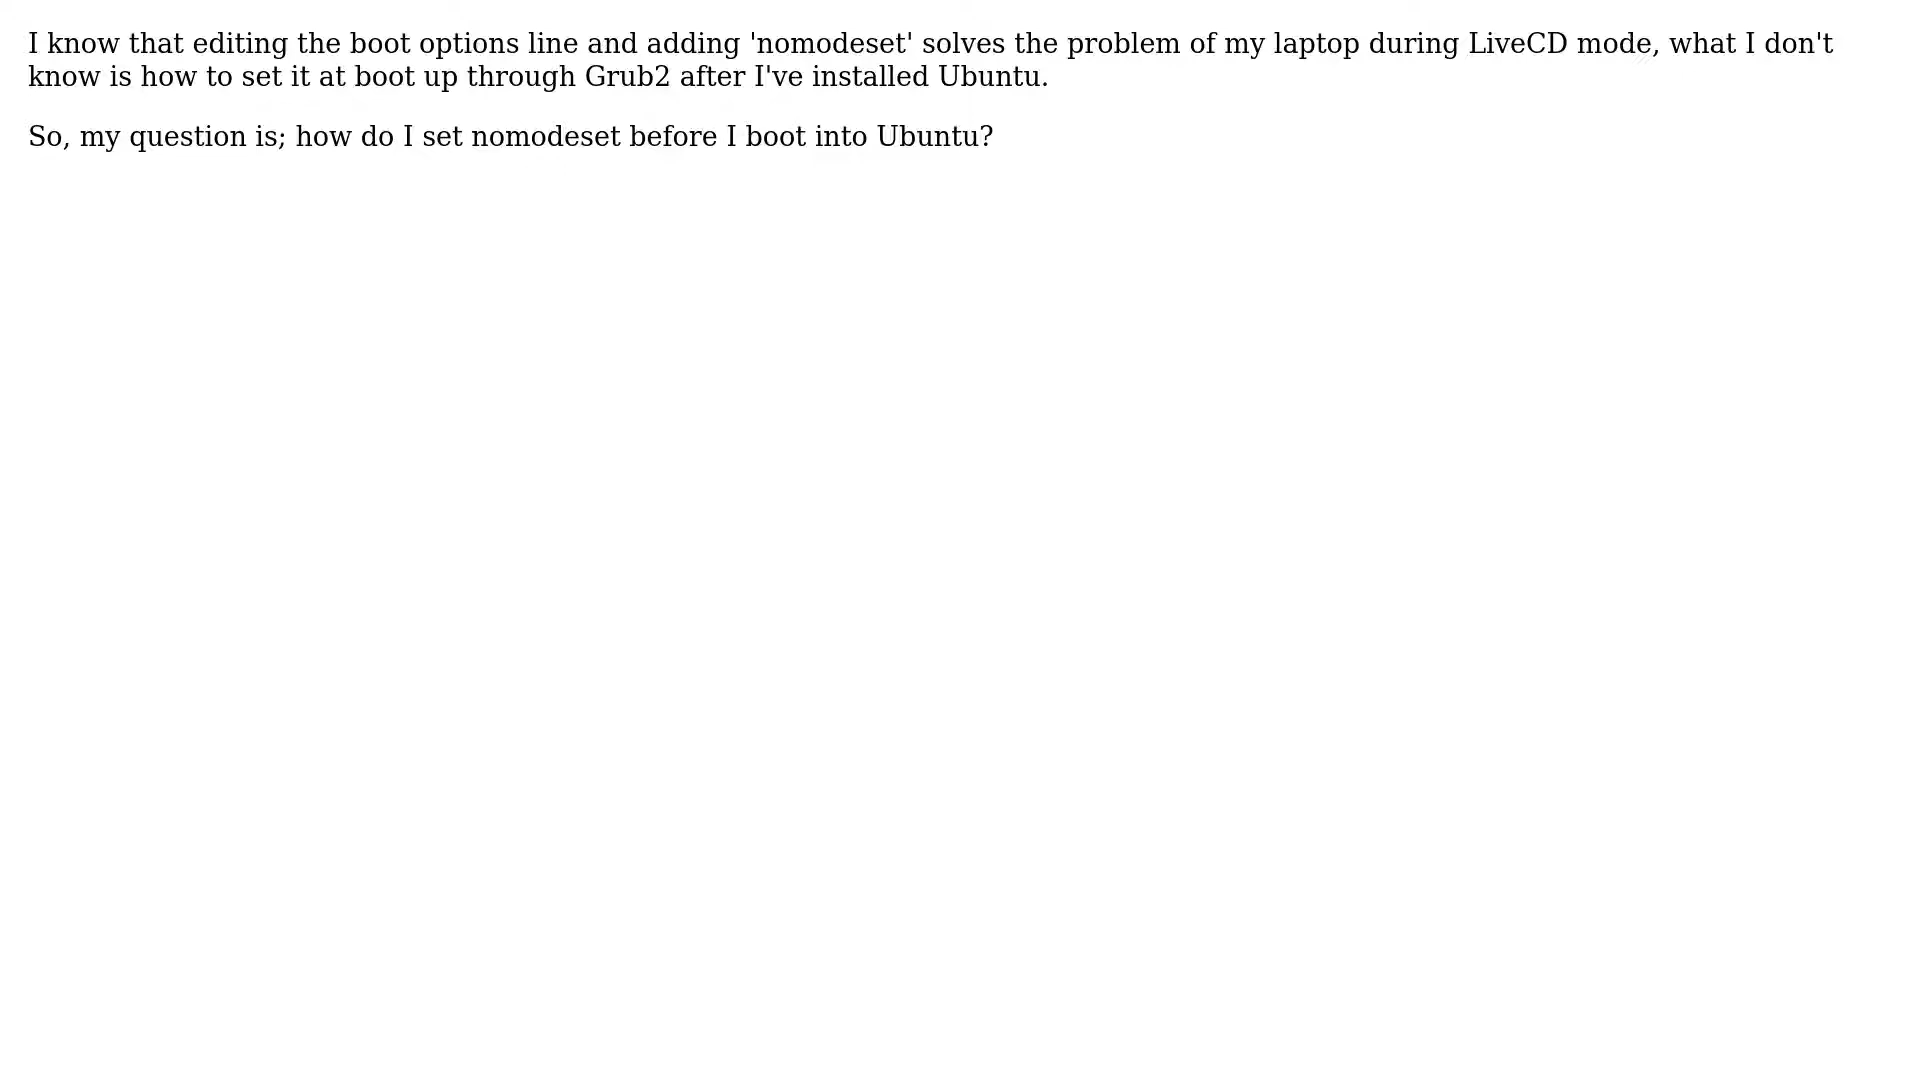 I know that editing the boot options line and adding 'nomodeset' solves the problem of my laptop during LiveCD mode, what I don't
know is how to set it at boot up through Grub2 after I've installed Ubuntu.
So, my question is; how do I set nomodeset before I boot into Ubuntu?